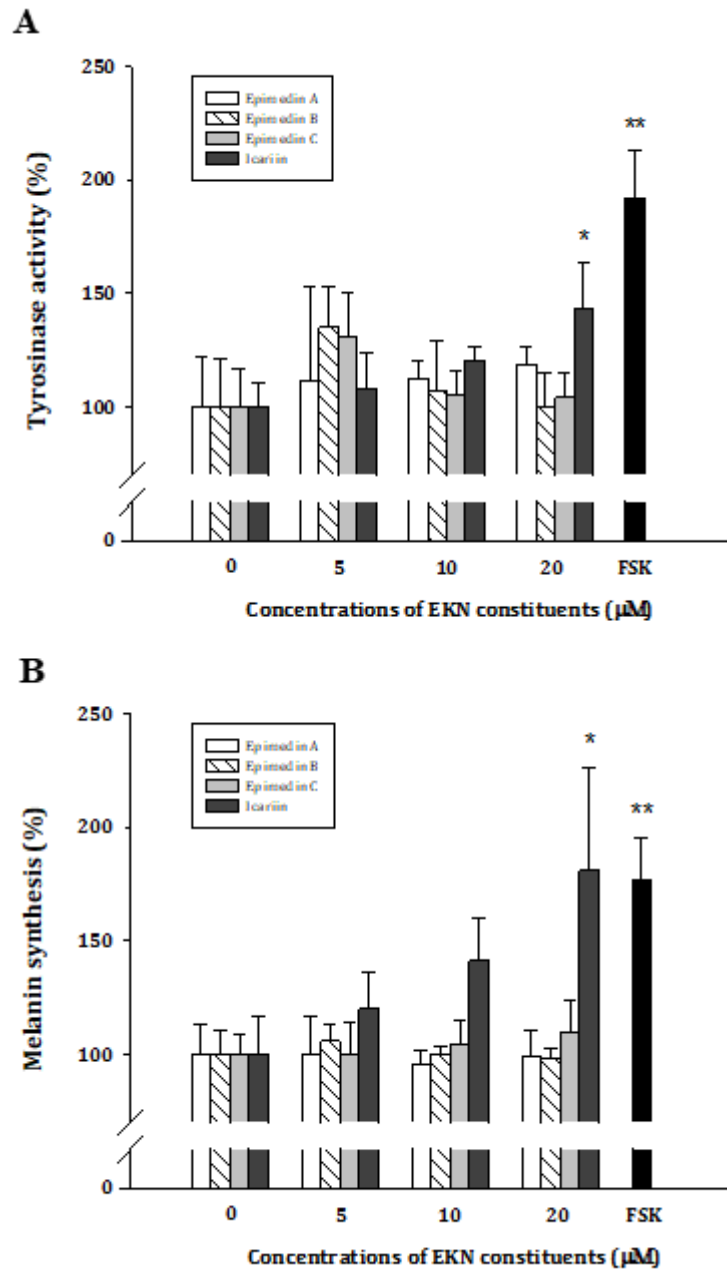 A
250
200
150
100
0
Tyrosinase activity (%)
Epimedin A
Epimedin B
Epimedin C
Icariin
*
**
0 5 10 20 FSK
Concentrations of EKN constituents (μM)
B
250
200
150
100
0
Melanin synthesis (%)
Epimedin A
Epimedin B
Epimedin C
Icariin
*
**
0 5 10 20 FSK
Concentrations of EKN constituents (μM)